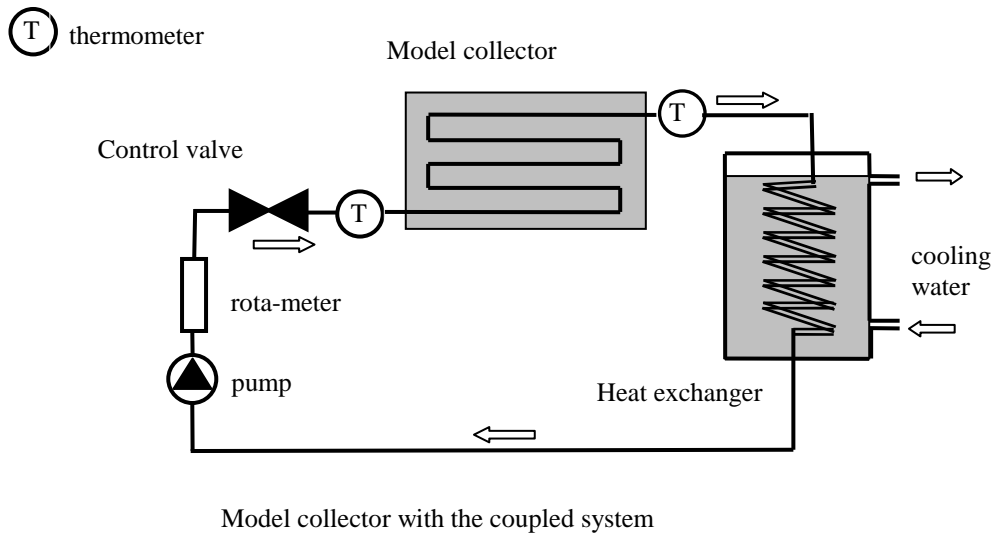 T thermometer
Model collector
T
Control valve
T
cooling
water
rota-meter
pump
Heat exchanger
Model collector with the coupled system